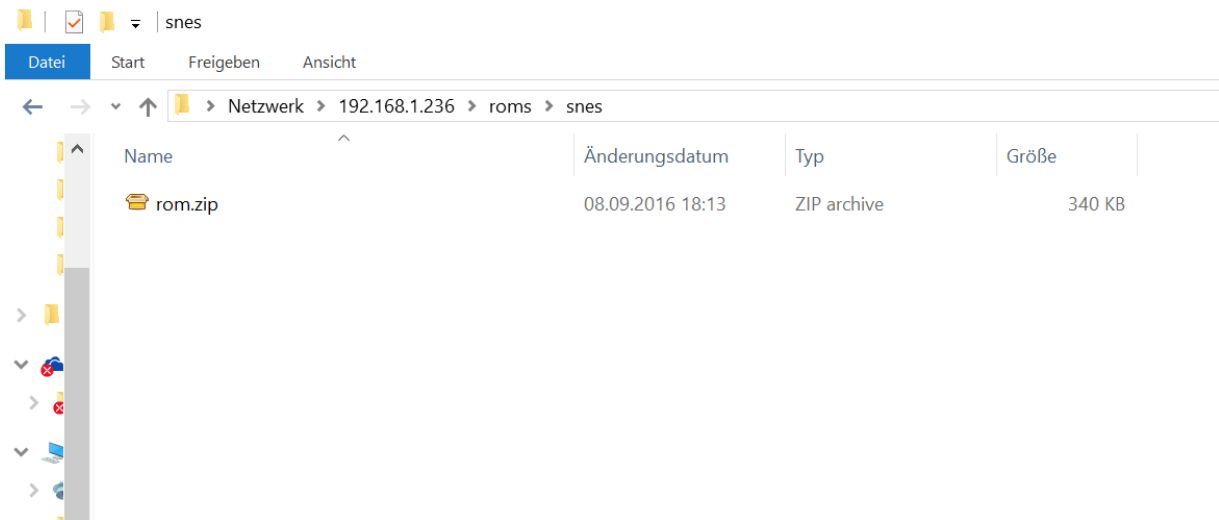 snes
Datei Start Freigeben Ansicht
Netzwerk > 192.168.1.236 > roms > snes
Name Änderungsdatum Typ Größe
rom.zip 08.09.2016 18:13 ZIP archive 340 KB